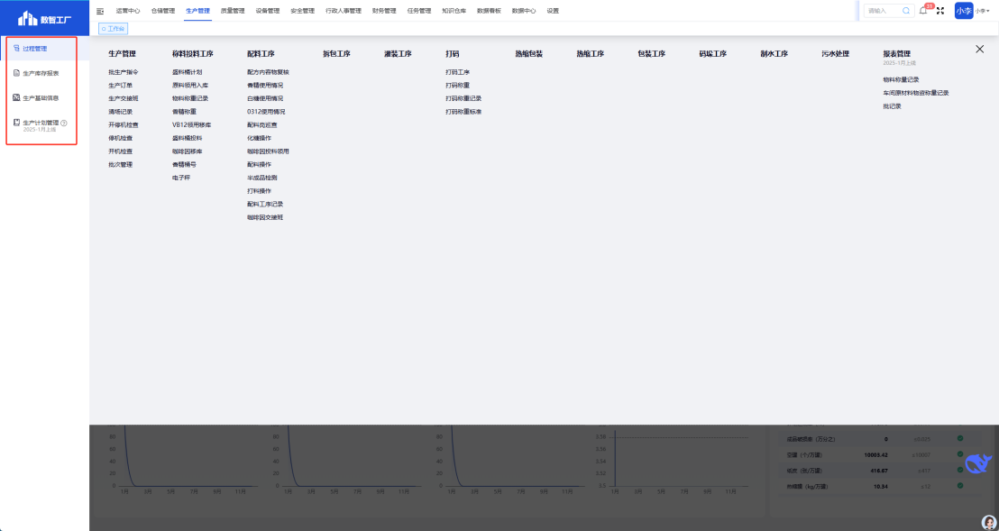 数智工厂
运营中心 仓储管理 生产管理 质量管理 设备管理 安全管理 行政人事管理 财务管理 任务管理 知识仓库 数据看板 数据中心 设置
请输入
31
小李
小李
工作台
过程管理
生产库存报表
生产基础信息
生产计划管理
2025-1月上线
生产管理
批生产指令
生产订单
生产交接班
清场记录
开停机检查
停机检查
开机检查
批次管理
称料投料工序
盛料桶计划
原料领用入库
物料称重记录
香精称重
VB12领用移库
盛料桶投料
咖啡因移库
香精桶号
电子秤
配料工序
配方内容物复核
香精使用情况
白糖使用情况
0312使用情况
配料岗巡查
化糖操作
咖啡因投料领用
配料操作
半成品检测
打料操作
配料工序记录
咖啡因交接班
拆包工序
灌装工序
打码
打码工序
打码称重
打码称重记录
打码称重标准
热缩包装
热缩工序
包装工序
码垛工序
制水工序
污水处理
报表管理
2025-1月上线
物料称量记录
车间原材料物资称量记录
批记录
80
60
40
20
0
1月 3月 5月 7月 9月 11月
80
60
40
20
0
1月 3月 5月 7月 9月 11月
80
60
40
20
0
1月 3月 5月 7月 9月 11月
3.56
3.54
3.52
3.5
1月 3月 5月 7月 9月 11月
成品破损率（万分之） 0
空罐（个/万罐） 10003.42
纸皮（张/万罐） 416.67 ≤417
热缩膜（kg/万罐） 10.34 ≤12